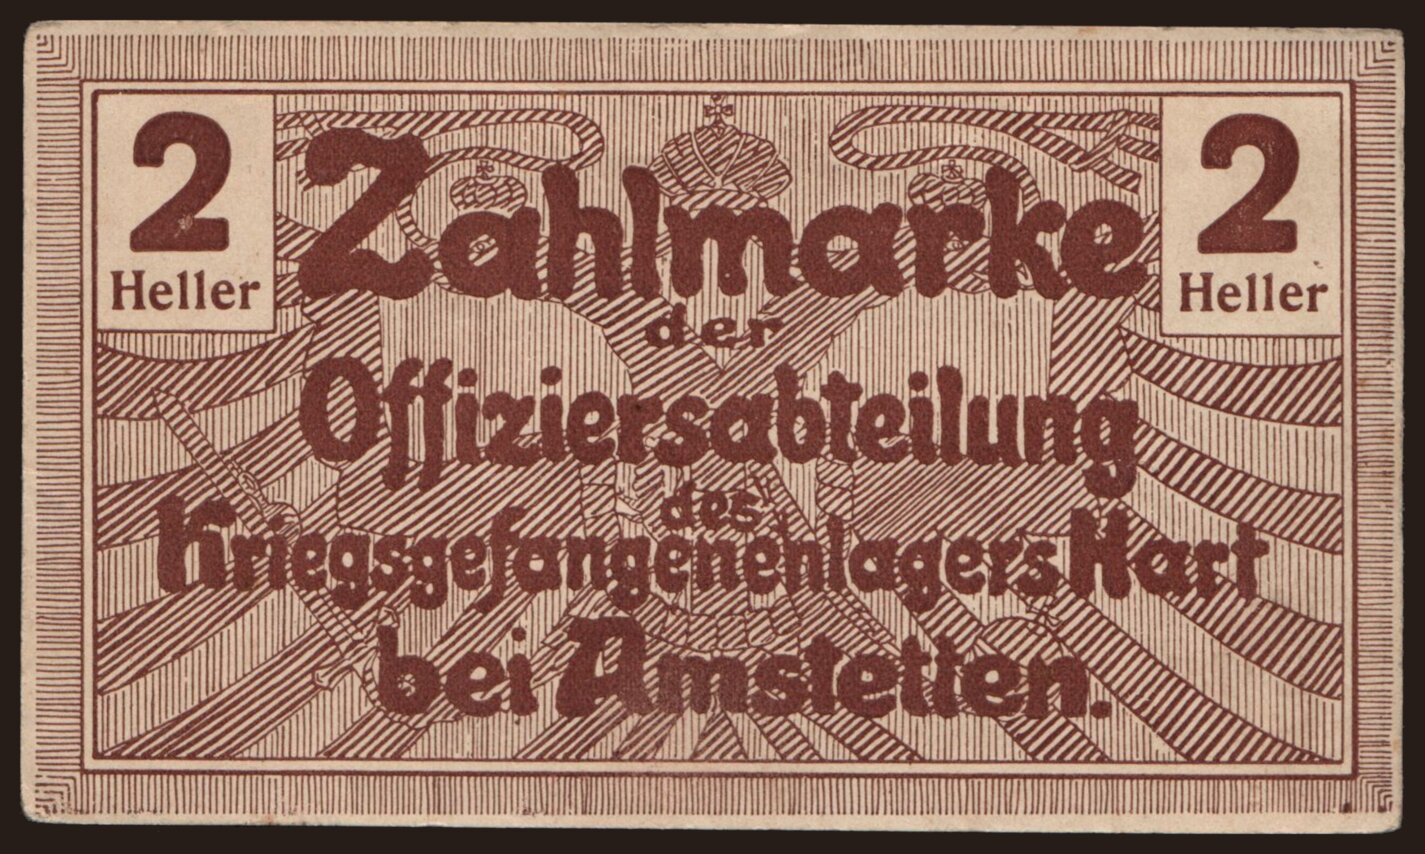 2 2
Heller Heller
Zahlmarke
der
Offiziersabteilung
des
Kriegsgefangenenlagers Hart
bei Amstetten.